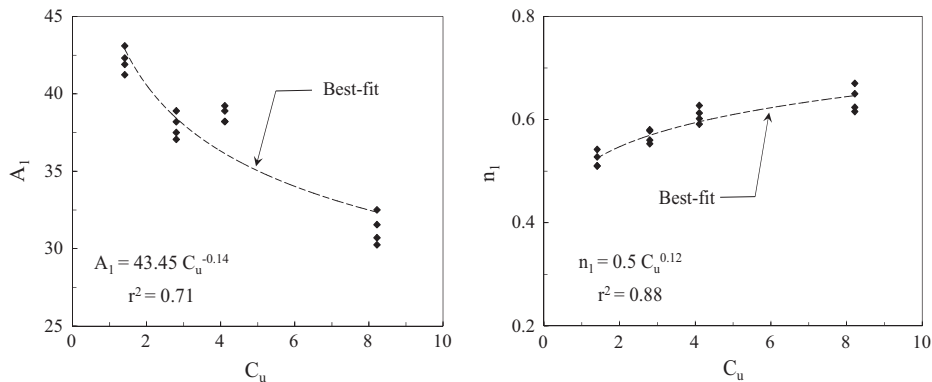 45
40
35
30
25
A₁
0
2
4
6
8
10
Cᵤ
Best-fit
A₁ = 43.45 Cᵤ⁻⁰·¹⁴
r² = 0.71
0.8
0.6
0.4
0.2
n₁
0
2
4
6
8
10
Cᵤ
Best-fit
n₁ = 0.5 Cᵤ⁰·¹²
r² = 0.88